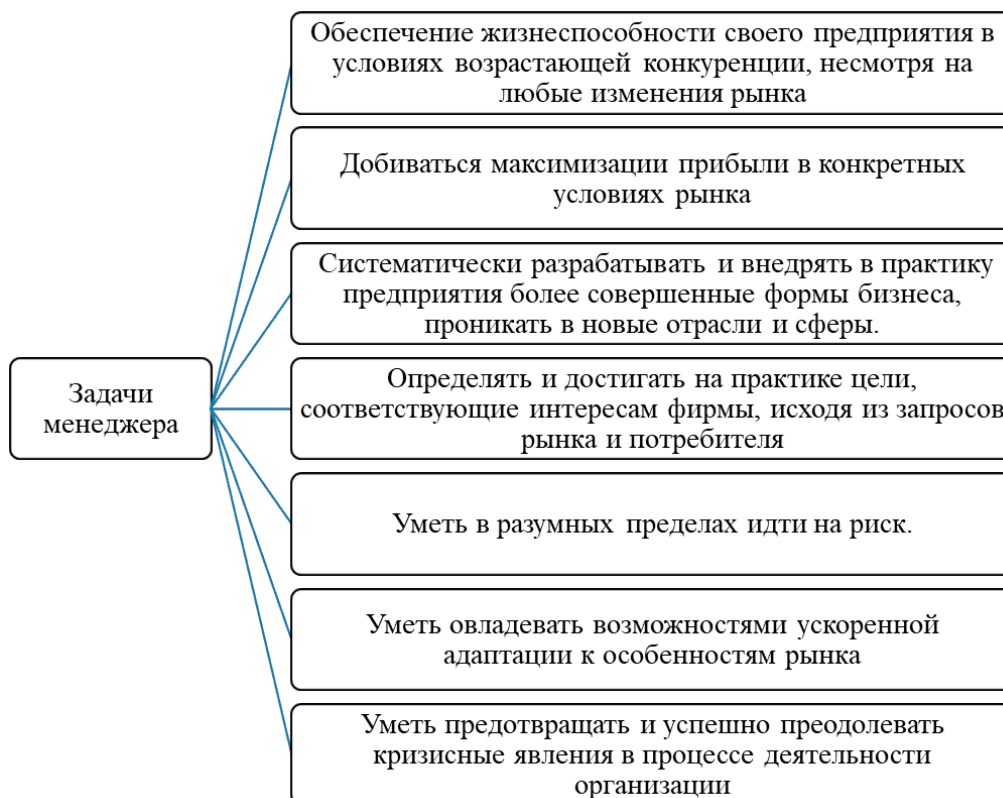 Обеспечение жизнеспособности своего предприятия в
условиях возрастающей конкуренции, несмотря на
любые изменения рынка
Добиваться максимизации прибыли в конкретных
условиях рынка
Систематически разрабатывать и внедрять в практику
предприятия более совершенные формы бизнеса,
проникать в новые отрасли и сферы.
Задачи
менеджера
Определять и достигать на практике цели,
соответствующие интересам фирмы, исходя из запросов
рынка и потребителя
Уметь в разумных пределах идти на риск.
Уметь овладевать возможностями ускоренной
адаптации к особенностям рынка
Уметь предотвращать и успешно преодолевать
кризисные явления в процессе деятельности
организации